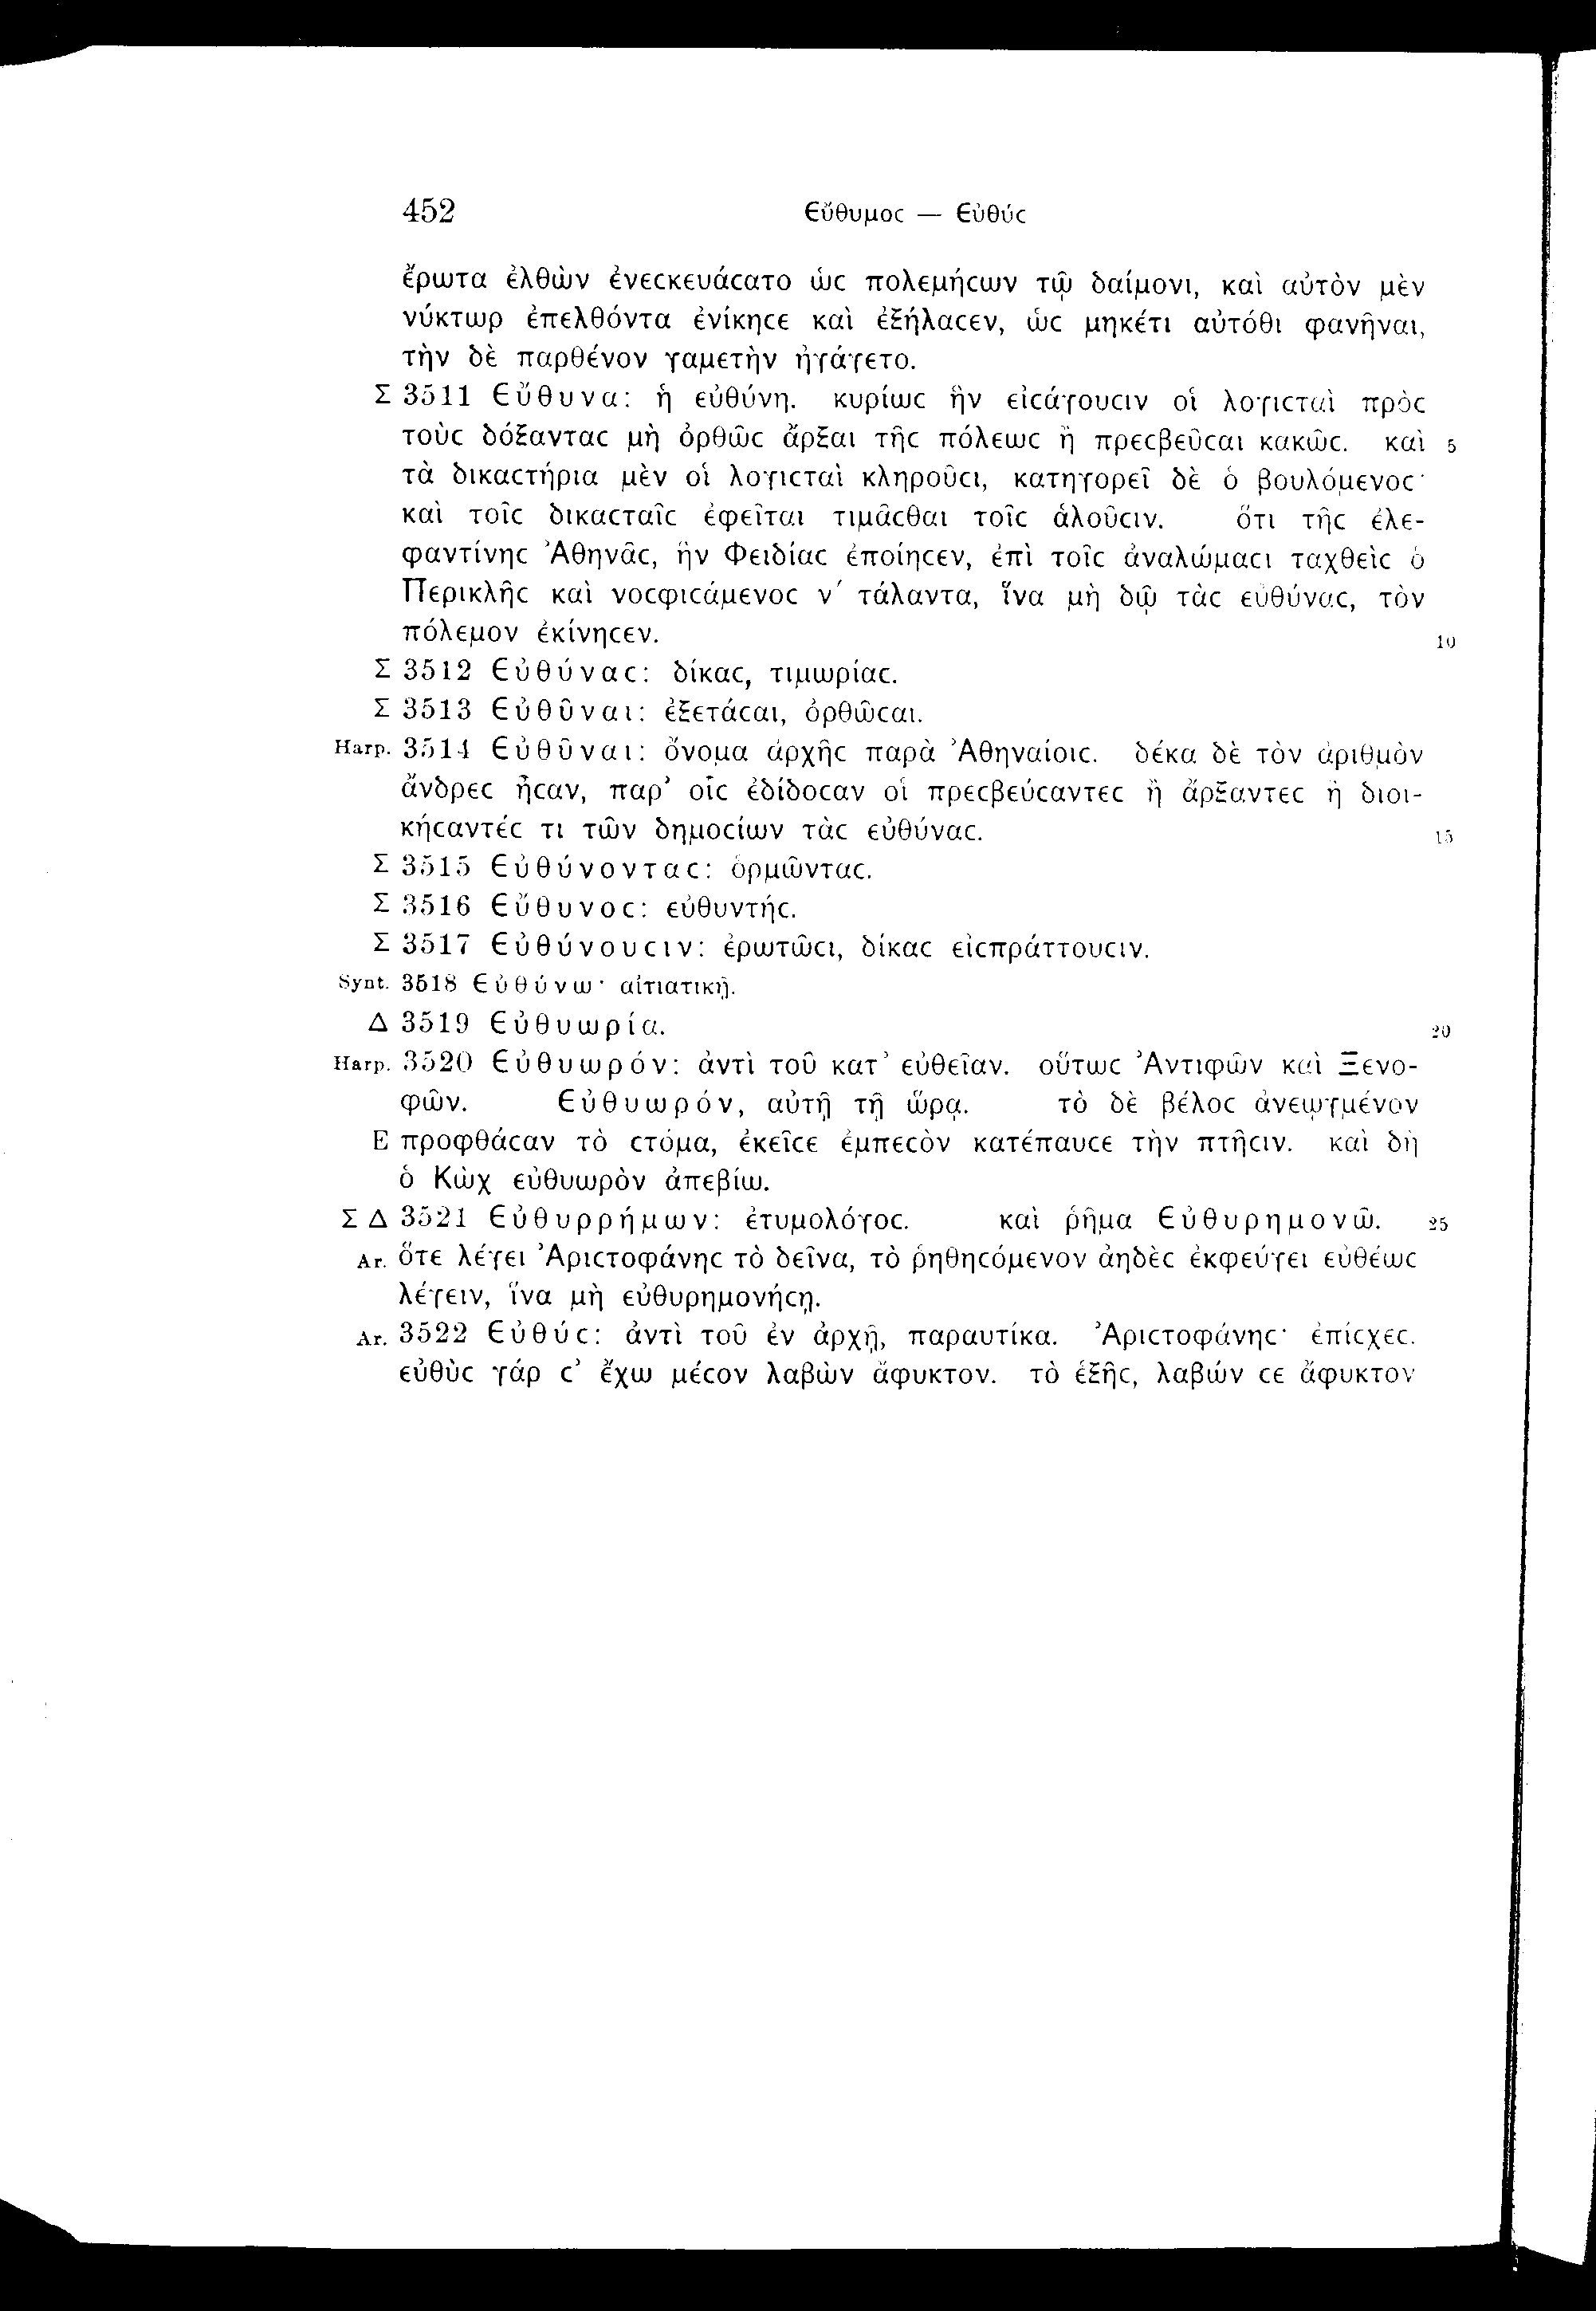 452 Εὔθυμοϲ — Εὐθύϲ
ἔρωτα ἐλθὼν ἐνεϲκευάϲατο ὡϲ πολεμήϲων τῷ δαίμονι, καὶ αὐτὸν μὲν
νύκτωρ ἐπελθόντα ἐνίκηϲε καὶ ἐξήλαϲεν, ὡϲ μηκέτι αὐτόθι φανῆναι,
τὴν δὲ παρθένον γαμετὴν ἠγάγετο.
Σ 3511 Εὔθυνα: ἡ εὐθύνη. κυρίωϲ ἣν εἰϲάγουϲιν οἱ λογιϲταὶ πρὸϲ
τοὺϲ δόξανταϲ μὴ ὀρθῶϲ ἄρξαι τῆϲ πόλεωϲ ἢ πρεϲβεῦϲαι κακῶϲ. καὶ 5
τὰ δικαϲτήρια μὲν οἱ λογιϲταὶ κληροῦϲι, κατηγορεῖ δὲ ὁ βουλόμενοϲ·
καὶ τοῖϲ δικαϲταῖϲ ἐφεῖται τιμᾶϲθαι τοῖϲ ἁλοῦϲιν. ὅτι τῆϲ ἐλε-
φαντίνηϲ Ἀθηνᾶϲ, ἣν Φειδίαϲ ἐποίηϲεν, ἐπὶ τοῖϲ ἀναλώμαϲι ταχθεὶϲ ὁ
Περικλῆϲ καὶ νοϲφιϲάμενοϲ ν΄ τάλαντα, ἵνα μὴ δῷ τὰϲ εὐθύναϲ, τὸν
πόλεμον ἐκίνηϲεν. 10
Σ 3512 Εὐθύναϲ: δίκαϲ, τιμωρίαϲ.
Σ 3513 Εὐθῦναι: ἐξετάϲαι, ὀρθῶϲαι.
Harp. 3514 Εὐθῦναι: ὄνομα ἀρχῆϲ παρὰ Ἀθηναίοιϲ. δέκα δὲ τὸν ἀριθμὸν
ἄνδρεϲ ἦϲαν, παρ’ οἷϲ ἐδίδοϲαν οἱ πρεϲβεύϲαντεϲ ἢ ἄρξαντεϲ ἢ διοι-
κήϲαντέϲ τι τῶν δημοϲίων τὰϲ εὐθύναϲ. 15
Σ 3515 Εὐθύνονταϲ: ὁρμῶνταϲ.
Σ 3516 Εὔθυνοϲ: εὐθυντήϲ.
Σ 3517 Εὐθύνουϲιν: ἐρωτῶϲι, δίκαϲ εἰϲπράττουϲιν.
Synt. 3518 Εὐθύνω· αἰτιατικῇ.
Δ 3519 Εὐθυωρία. 20
Harp. 3520 Εὐθυωρόν: ἀντὶ τοῦ κατ’ εὐθεῖαν. οὕτωϲ Ἀντιφῶν καὶ Ξενο-
φῶν. Εὐθυωρόν, αὐτῇ τῇ ὥρᾳ. τὸ δὲ βέλοϲ ἀνεῳγμένον
Ε προφθάϲαν τὸ ϲτόμα, ἐκεῖϲε ἐμπεϲὸν κατέπαυϲε τὴν πτῆϲιν. καὶ δὴ
ὁ Κὼχ εὐθυωρὸν ἀπεβίω.
Σ Δ 3521 Εὐθυρρήμων: ἐτυμολόγοϲ. καὶ ῥῆμα Εὐθυρημονῶ. 25
Ar. ὅτε λέγει Ἀριϲτοφάνηϲ τὸ δεῖνα, τὸ ῥηθηϲόμενον ἀηδὲϲ ἐκφεύγει εὐθέωϲ
λέγειν, ἵνα μὴ εὐθυρημονήϲῃ.
Ar. 3522 Εὐθύϲ: ἀντὶ τοῦ ἐν ἀρχῇ, παραυτίκα. Ἀριϲτοφάνηϲ· ἐπίϲχεϲ.
εὐθὺϲ γάρ ϲ’ ἔχω μέϲον λαβὼν ἄφυκτον. τὸ ἑξῆϲ, λαβών ϲε ἄφυκτον